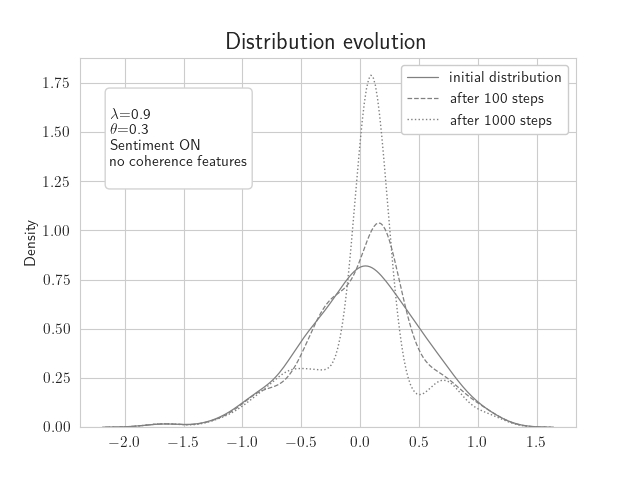 Distribution evolution
initial distribution
after 100 steps
after 1000 steps
λ=0.9
θ=0.3
Sentiment ON
no coherence features
Density
1.75
1.50
1.25
1.00
0.75
0.50
0.25
0.00
−2.0 −1.5 −1.0 −0.5 0.0 0.5 1.0 1.5